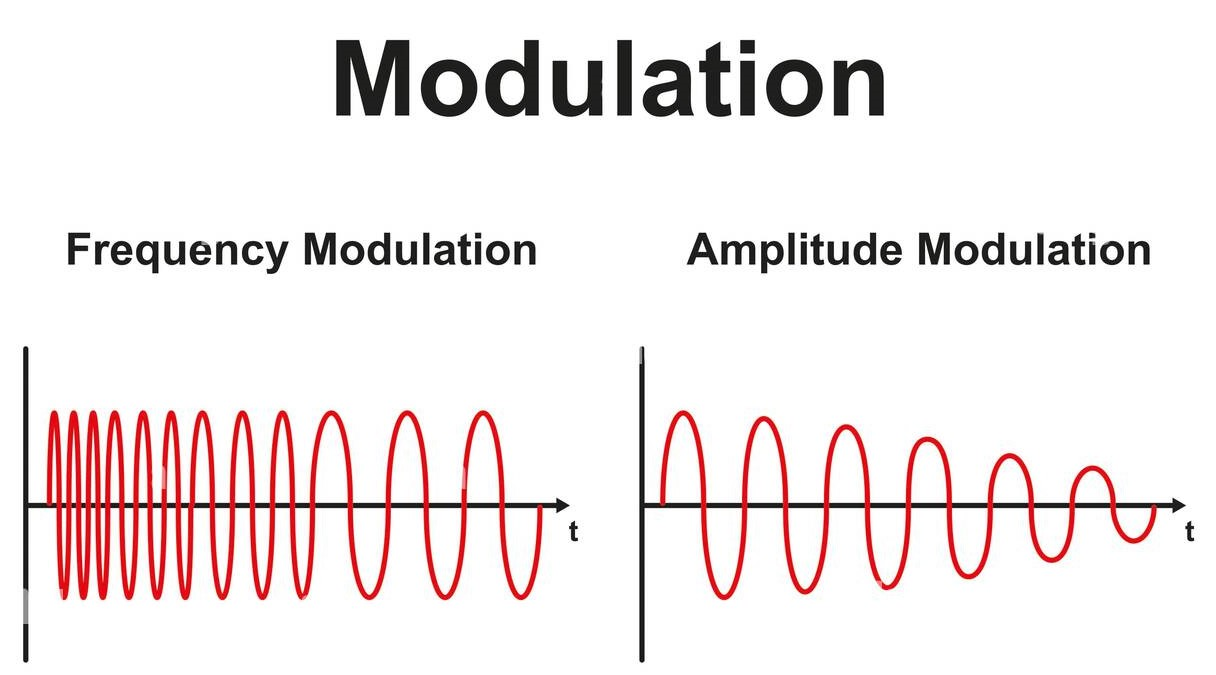 Modulation
Frequency Modulation
Amplitude Modulation
t
t